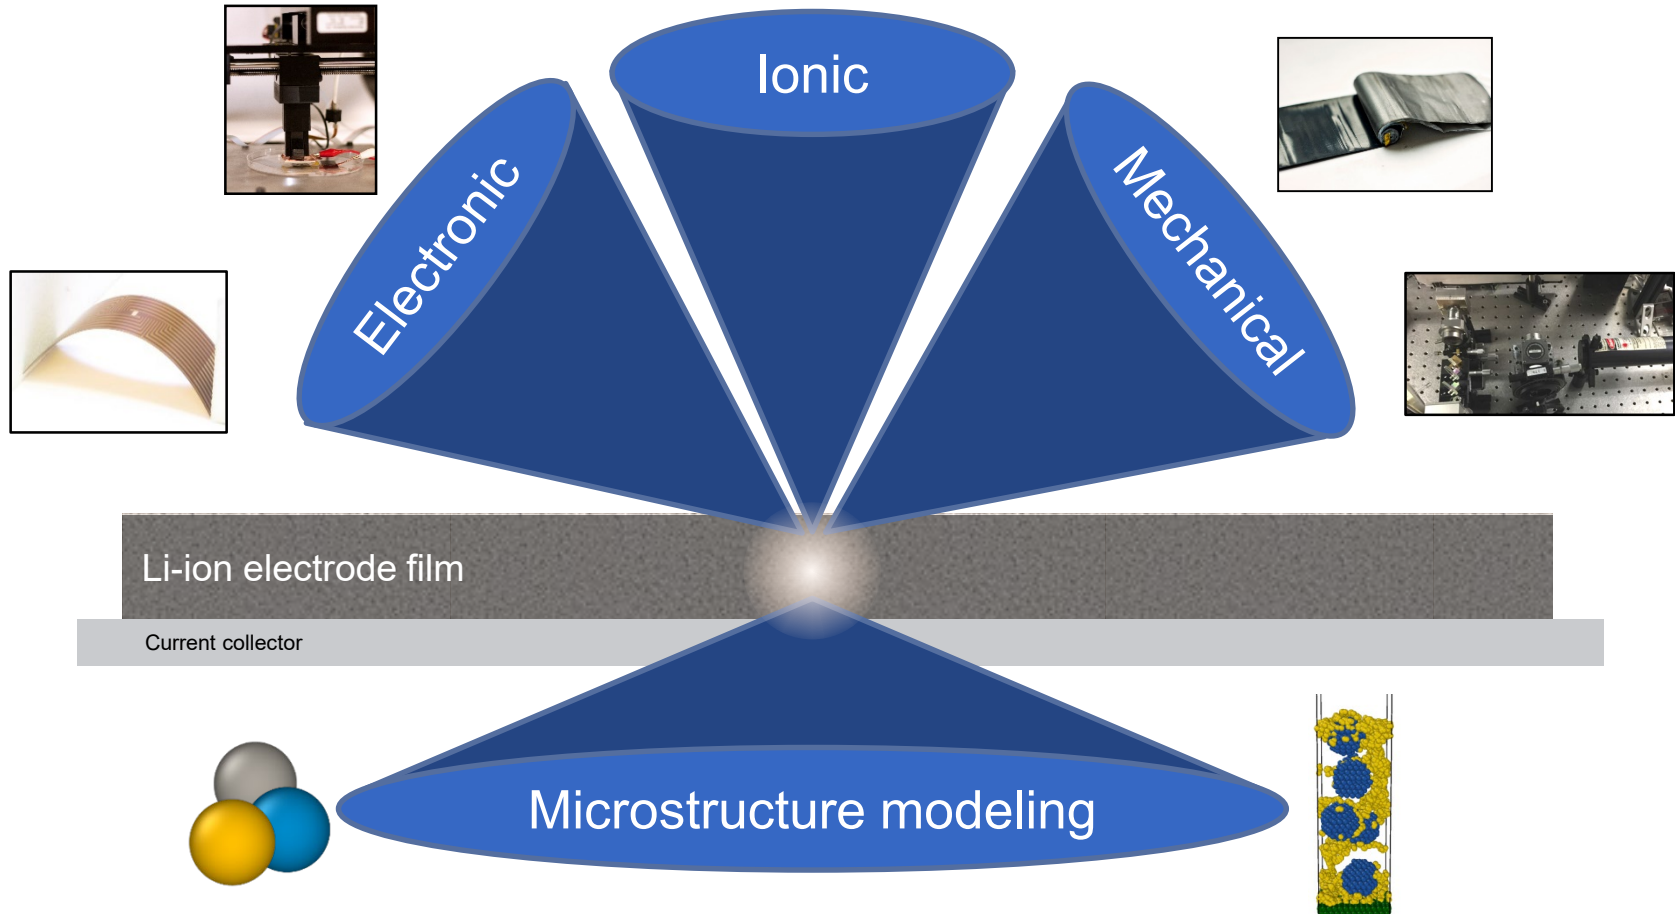 Ionic
Electronic
Mechanical
Li-ion electrode film
Current collector
Microstructure modeling